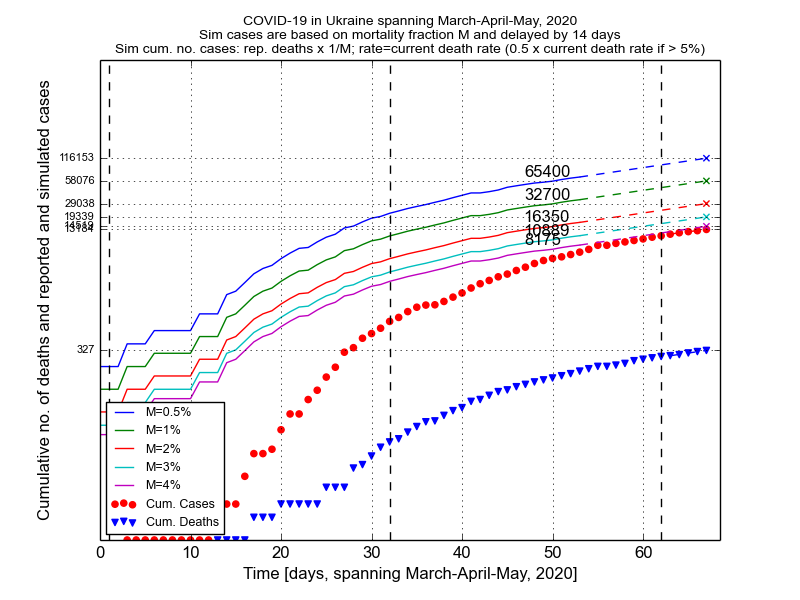 COVID-19 in Ukraine spanning March-April-May, 2020
Sim cases are based on mortality fraction M and delayed by 14 days
Sim cum. no. cases: rep. deaths x 1/M; rate=current death rate (0.5 x current death rate if > 5%)
Cumulative no. of deaths and reported and simulated cases
116153
58076
29038
19339
327
65400
32700
16350
10889
8175
M=0.5%
M=1%
M=2%
M=3%
M=4%
Cum. Cases
Cum. Deaths
0 10 20 30 40 50 60
Time [days, spanning March-April-May, 2020]